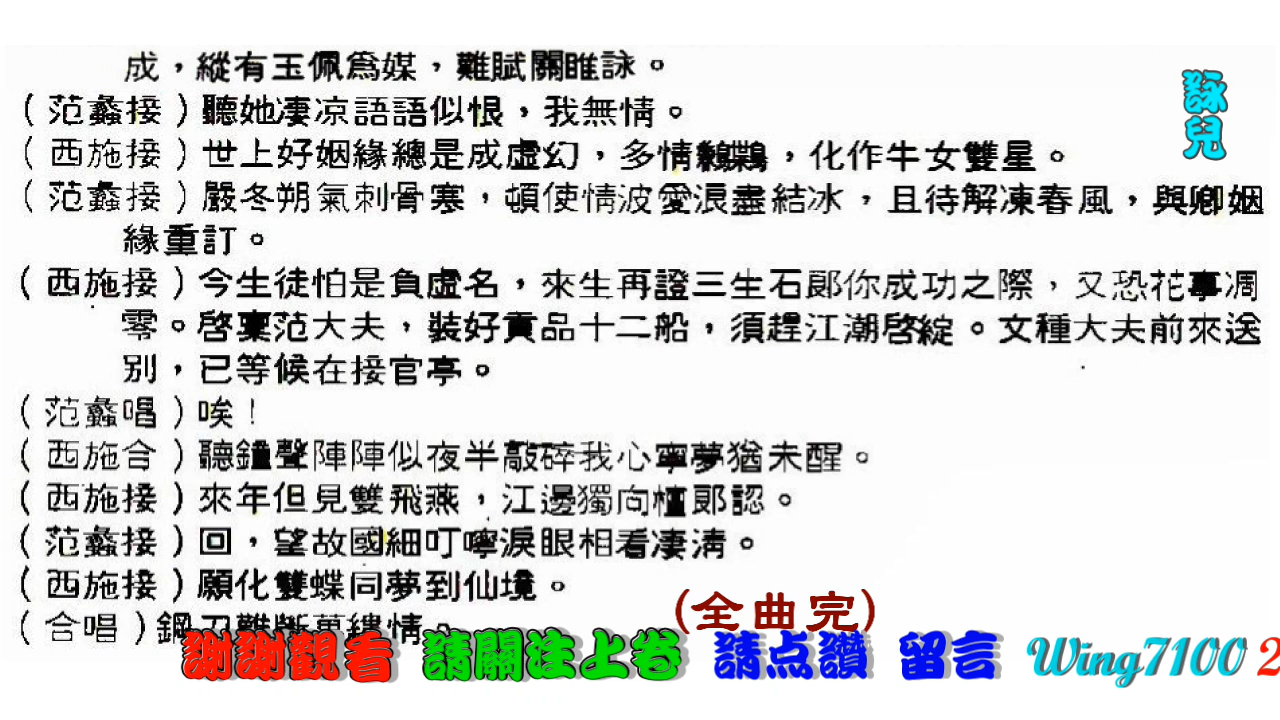 成，縱有玉佩爲媒，難賦關睢詠。
(范蠡接)聽她凄凉語語似恨，我無情。
(西施接)世上好姻緣總是成虛幻，多情鶼鶼，化作牛女雙星。
(范蠡接)嚴冬朔氣刺骨寒，頓使情波愛浪盡結冰，且待解凍春風，與卿姻
緣重訂。
(西施接)今生徒怕是負虛名，來生再證三生石郞你成功之際，又恐花事凋
零。啓稟范大夫，裝好貢品十二船，須趕江潮啓綻。文種大夫前來送
別，已等候在接官亭。
(范蠡唱)唉！
(西施合)聽鐘聲陣陣似夜半敲碎我心寧夢猶未醒。
(西施接)來年但見雙飛燕，江邊獨向檀郞認。
(范蠡接)回，望故國細叮嚀淚眼相看凄淸。
(西施接)願化雙蝶同夢到仙境。
(合唱)鋼刀難斷萬縷情。
(全曲完)
詠兒
謝謝觀看 請關注上卷 請点讚 留言 Wing7100 2